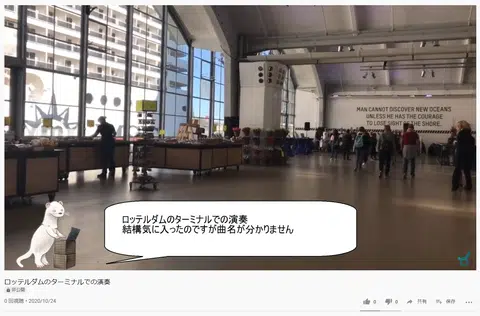 MAN CANNOT DISCOVER NEW OCEANS
UNLESS HE HAS THE COURAGE
TO LOSE SIGHT OF THE SHORE.
ロッテルダムのターミナルでの演奏
結構気に入ったのですが曲名が分かりません
ロッテルダムのターミナルでの演奏
非公開
0 回視聴・2020/10/24
0
0
共有
保存